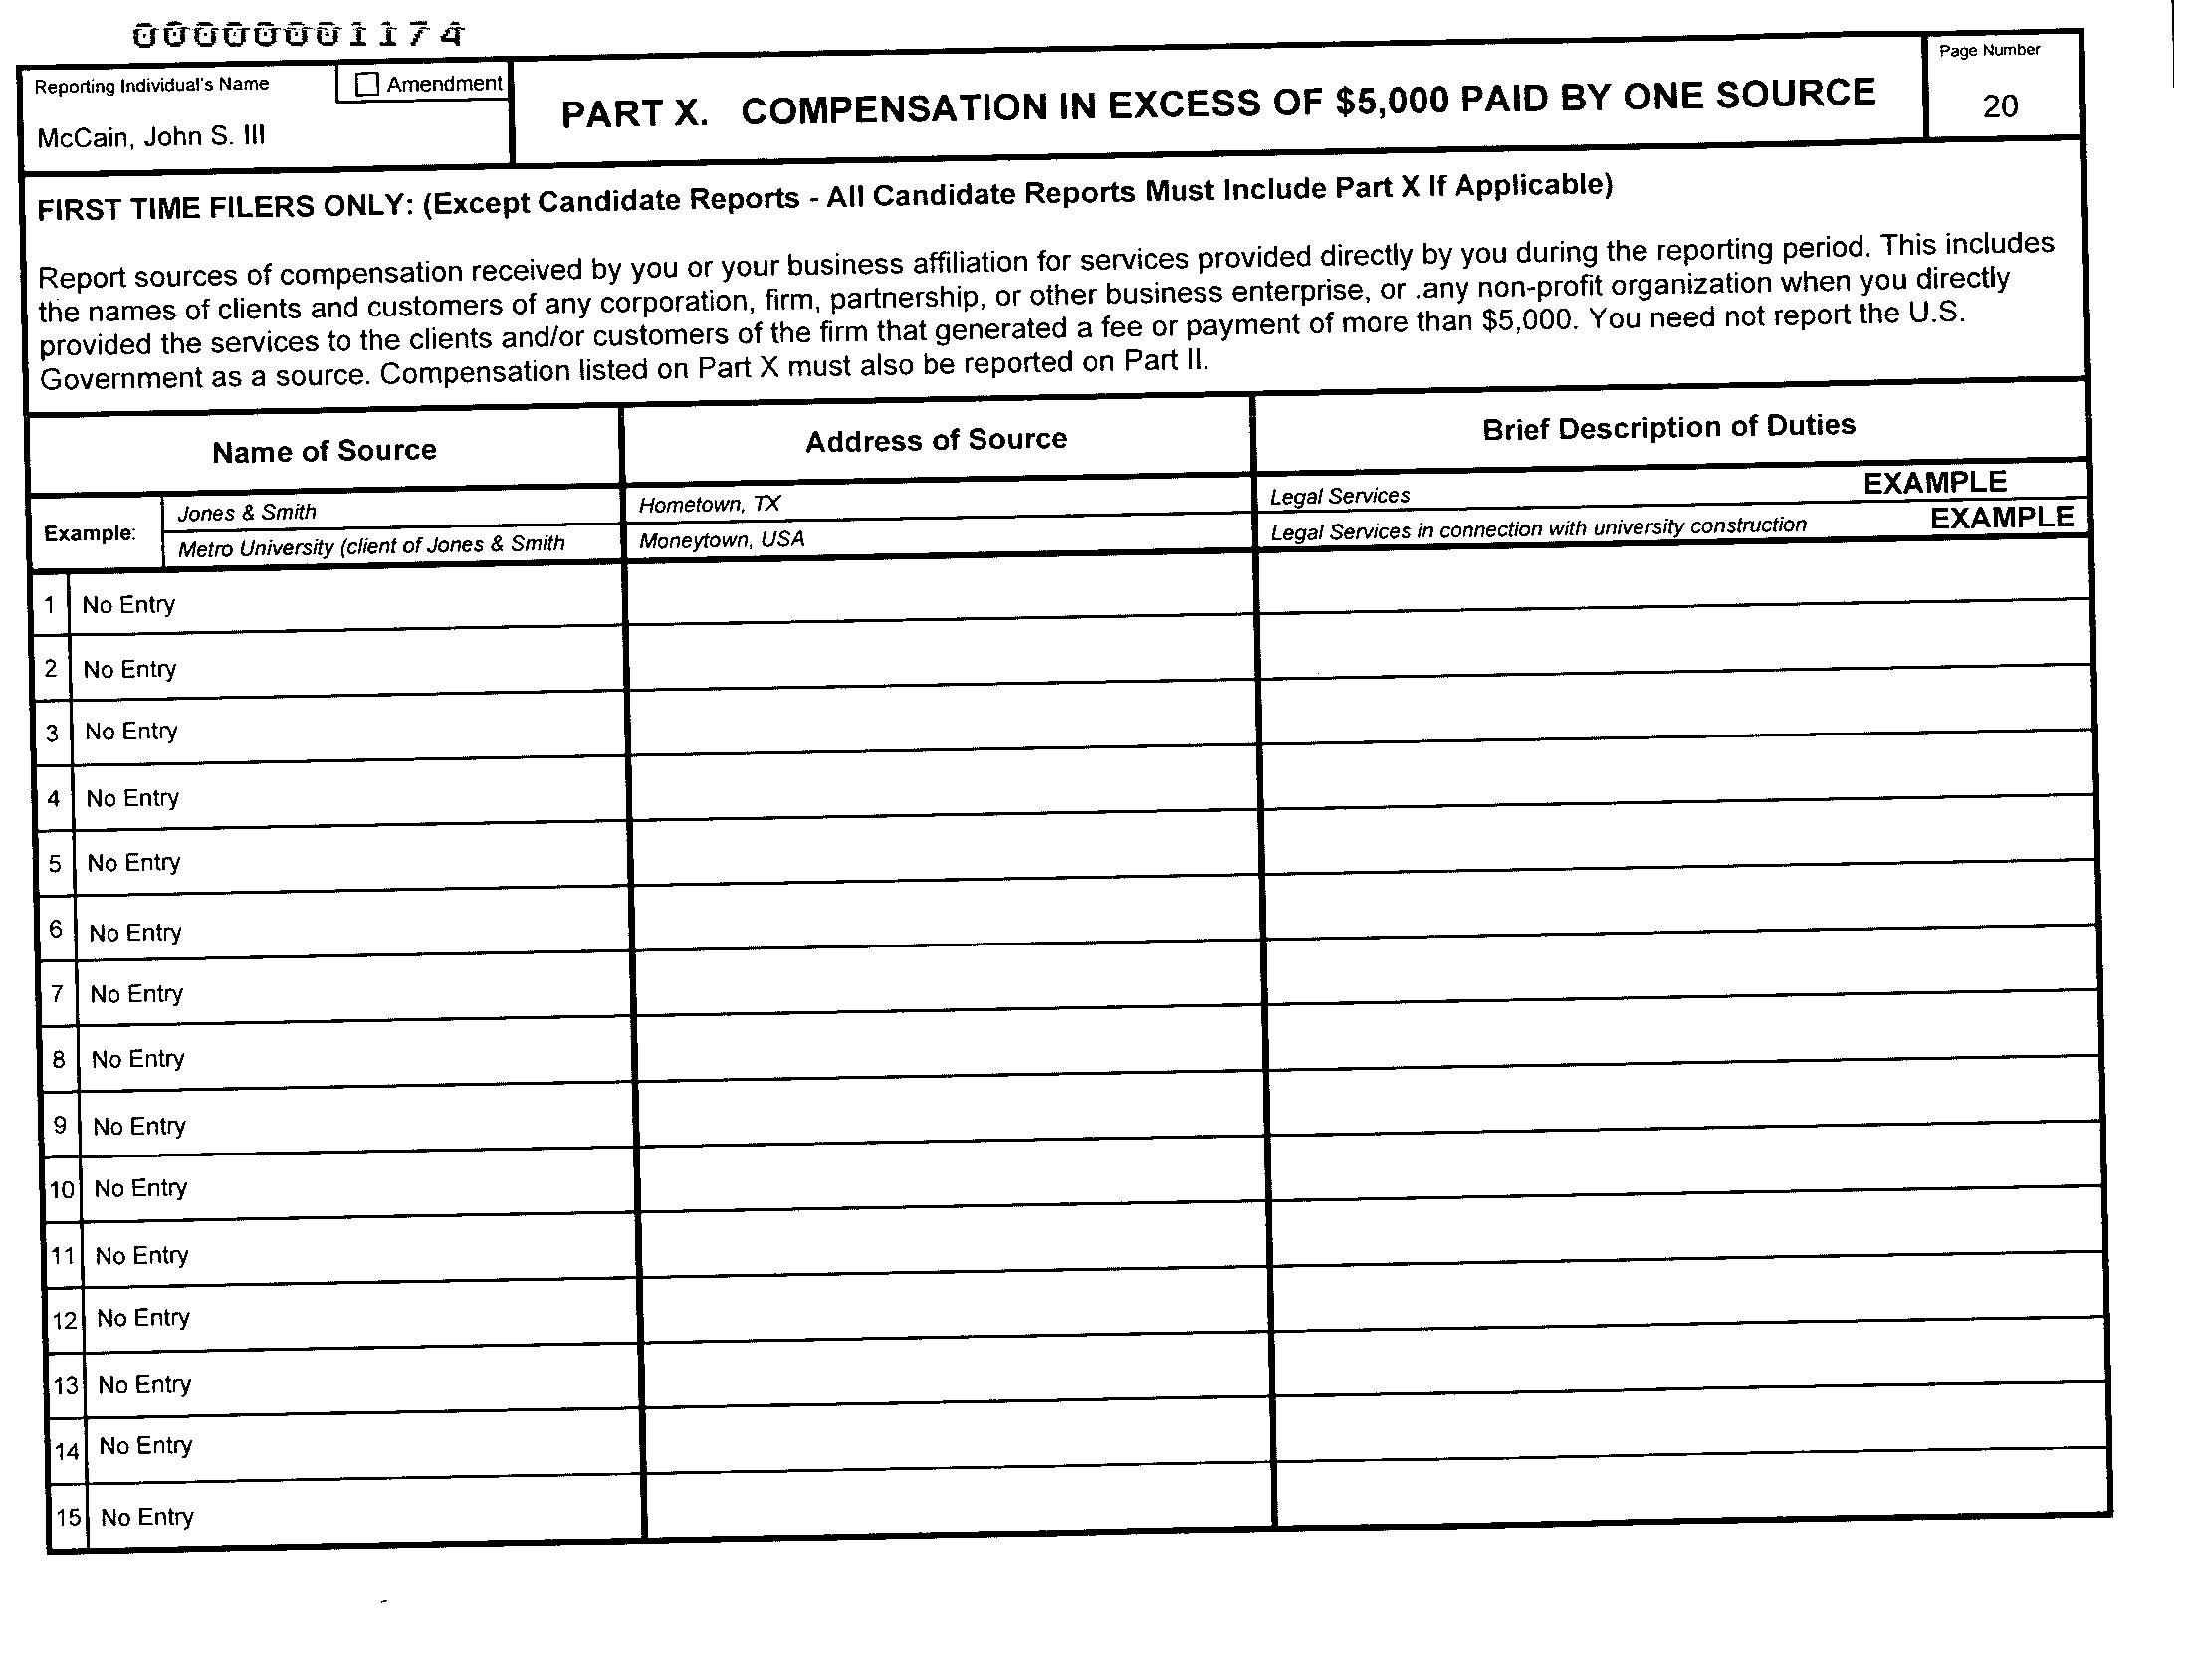 00000001174
Reporting Individual's Name
Amendment
McCain, John S. III
PART X. COMPENSATION IN EXCESS OF $5,000 PAID BY ONE SOURCE
Page Number
20
FIRST TIME FILERS ONLY: (Except Candidate Reports - All Candidate Reports Must Include Part X If Applicable)
Report sources of compensation received by you or your business affiliation for services provided directly by you during the reporting period. This includes
the names of clients and customers of any corporation, firm, partnership, or other business enterprise, or .any non-profit organization when you directly
provided the services to the clients and/or customers of the firm that generated a fee or payment of more than $5,000. You need not report the U.S.
Government as a source. Compensation listed on Part X must also be reported on Part II.
Name of Source
Address of Source
Brief Description of Duties
Example:
Jones & Smith
Hometown, TX
Legal Services
EXAMPLE
Metro University (client of Jones & Smith
Moneytown, USA
Legal Services in connection with university construction
EXAMPLE
1 No Entry
2 No Entry
3 No Entry
4 No Entry
5 No Entry
6 No Entry
7 No Entry
8 No Entry
9 No Entry
10 No Entry
11 No Entry
12 No Entry
13 No Entry
14 No Entry
15 No Entry